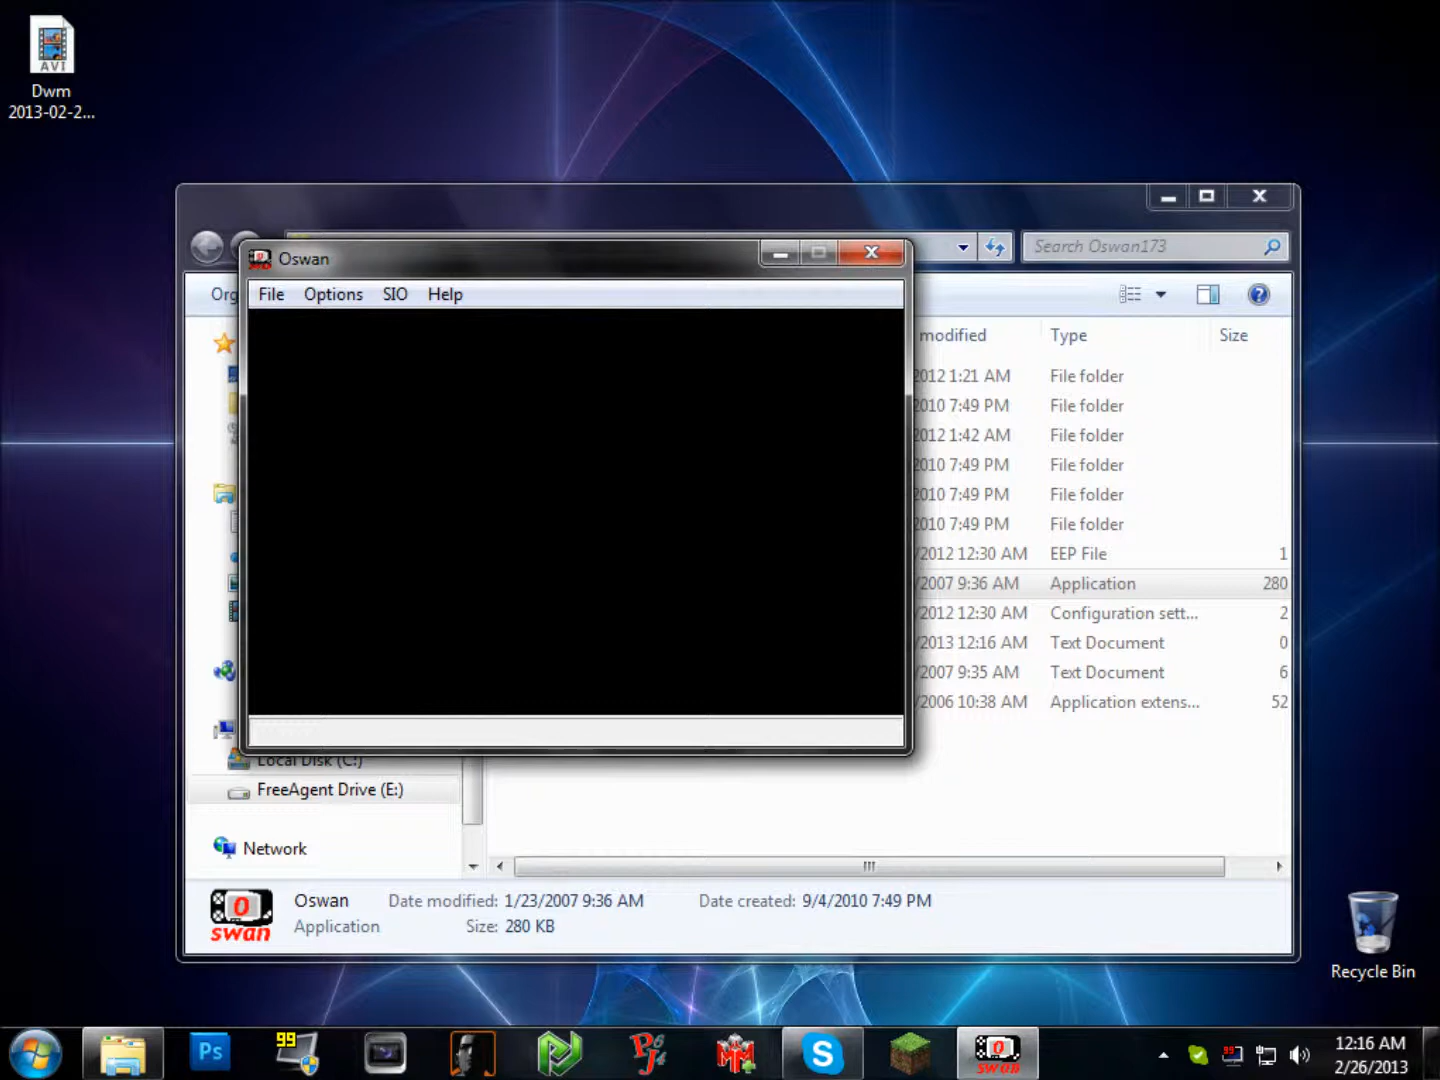 AVI
Dwm
2013-02-2...
Search Oswan173
Oswan
Org
File Options SIO Help
modified Type Size
2012 1:21 AM File folder
2010 7:49 PM File folder
2012 1:42 AM File folder
2010 7:49 PM File folder
2010 7:49 PM File folder
2010 7:49 PM File folder
/2012 12:30 AM EEP File 1
/2007 9:36 AM Application 280
/2012 12:30 AM Configuration sett... 2
/2013 12:16 AM Text Document 0
/2007 9:35 AM Text Document 6
/2006 10:38 AM Application extens... 52
Local Disk (C:)
FreeAgent Drive (E:)
Network
O
swan
Oswan Date modified: 1/23/2007 9:36 AM Date created: 9/4/2010 7:49 PM
Application Size: 280 KB
Recycle Bin
Ps
99
PJ64
S
O
swan
12:16 AM
2/26/2013